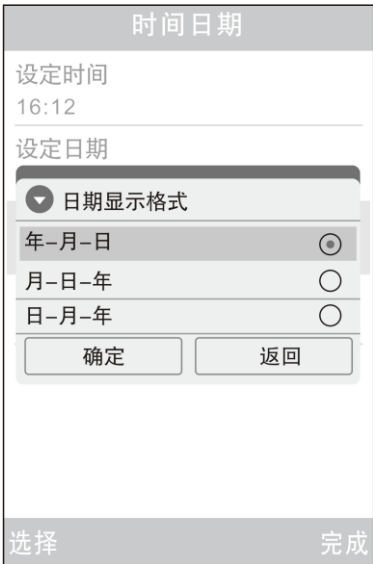 时间日期
设定时间
16:12
设定日期
日期显示格式
年-月-日
月-日-年
日-月-年
确定 返回
选择 完成